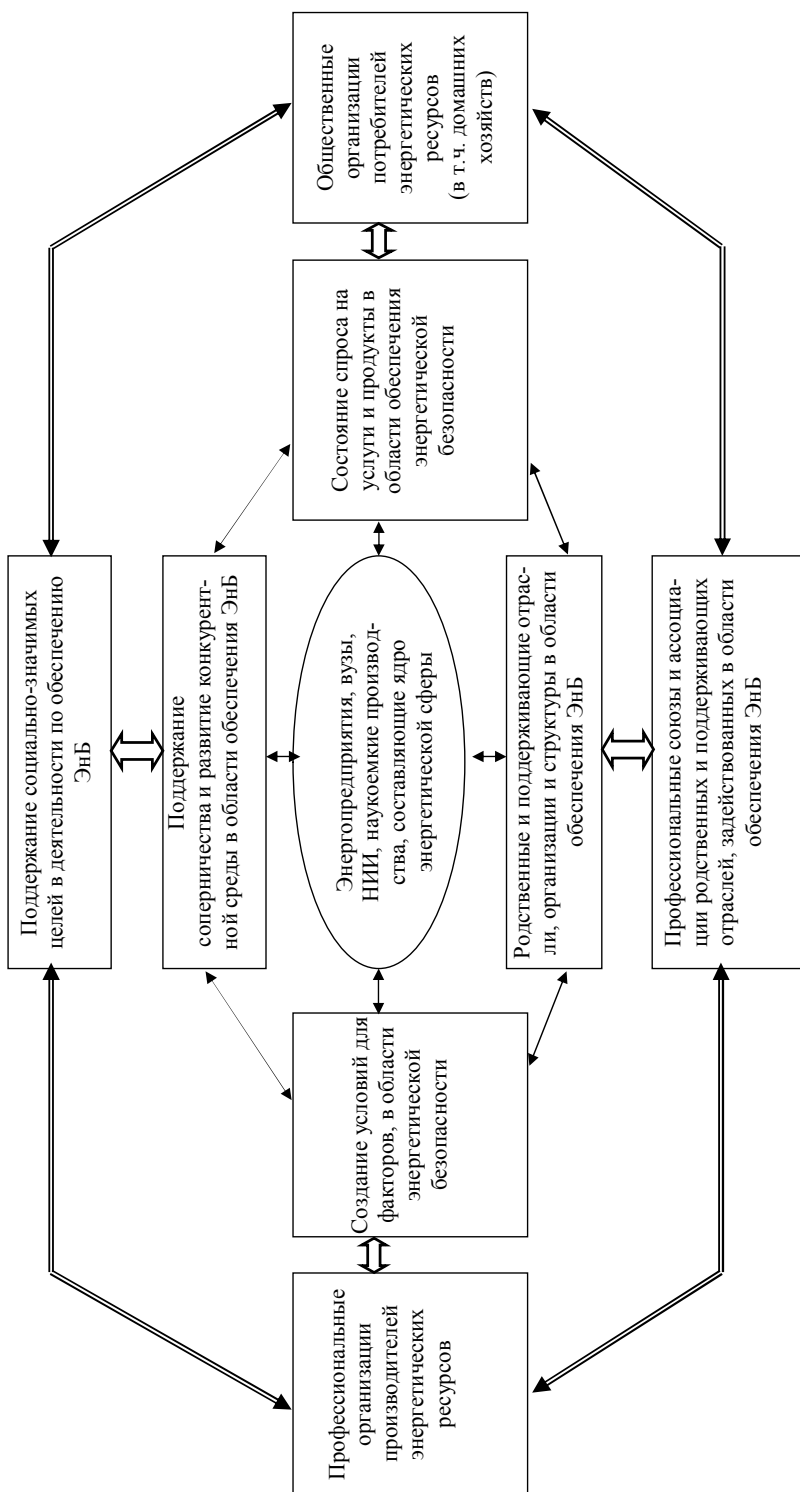 Поддержание социально-значимых
целей в деятельности по обеспечению
ЭнБ
Поддержание
соперничества и развитие конкурент-
ной среды в области обеспечения ЭнБ
Профессиональные
организации
производителей
энергетических
ресурсов
Создание условий для
факторов, в области
энергетической
безопасности
Энергопредприятия, вузы,
НИИ, наукоемкие производ-
ства, составляющие ядро
энергетической сферы
Состояние спроса на
услуги и продукты в
области обеспечения
энергетической
безопасности
Общественные
организации
потребителей
энергетических
ресурсов
(в т.ч. домашних
хозяйств)
Родственные и поддерживающие отрас-
ли, организации и структуры в области
обеспечения ЭнБ
Профессиональные союзы и ассоциа-
ции родственных и поддерживающих
отраслей, задействованных в области
обеспечения ЭнБ